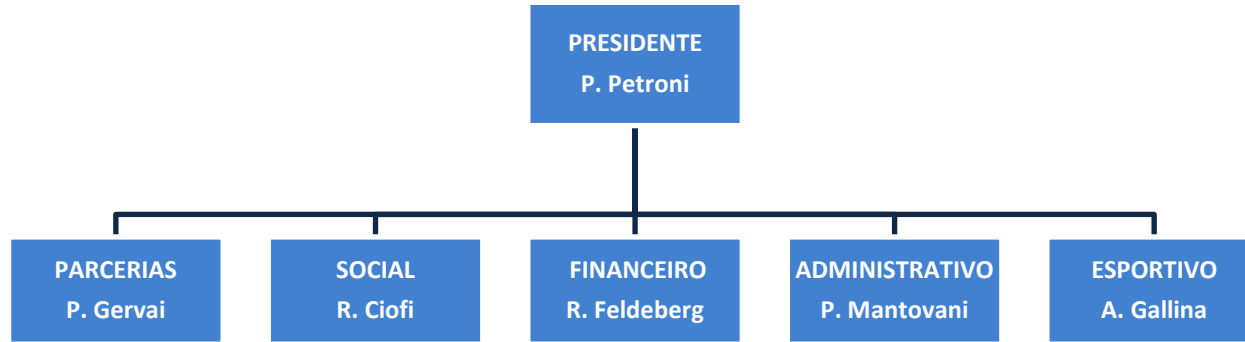 PRESIDENTE
P. Petroni
PARCERIAS
P. Gervai
SOCIAL
R. Ciofi
FINANCEIRO
R. Feldeberg
ADMINISTRATIVO
P. Mantovani
ESPORTIVO
A. Gallina